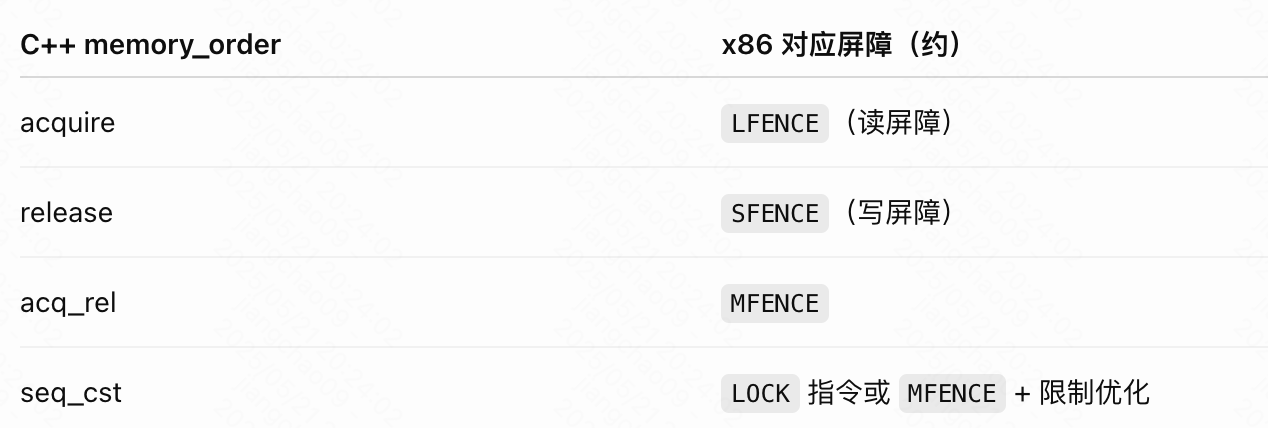 C++ memory_order x86 对应屏障（约）
acquire LFENCE（读屏障）
release SFENCE（写屏障）
acq_rel MFENCE
seq_cst LOCK 指令或 MFENCE + 限制优化